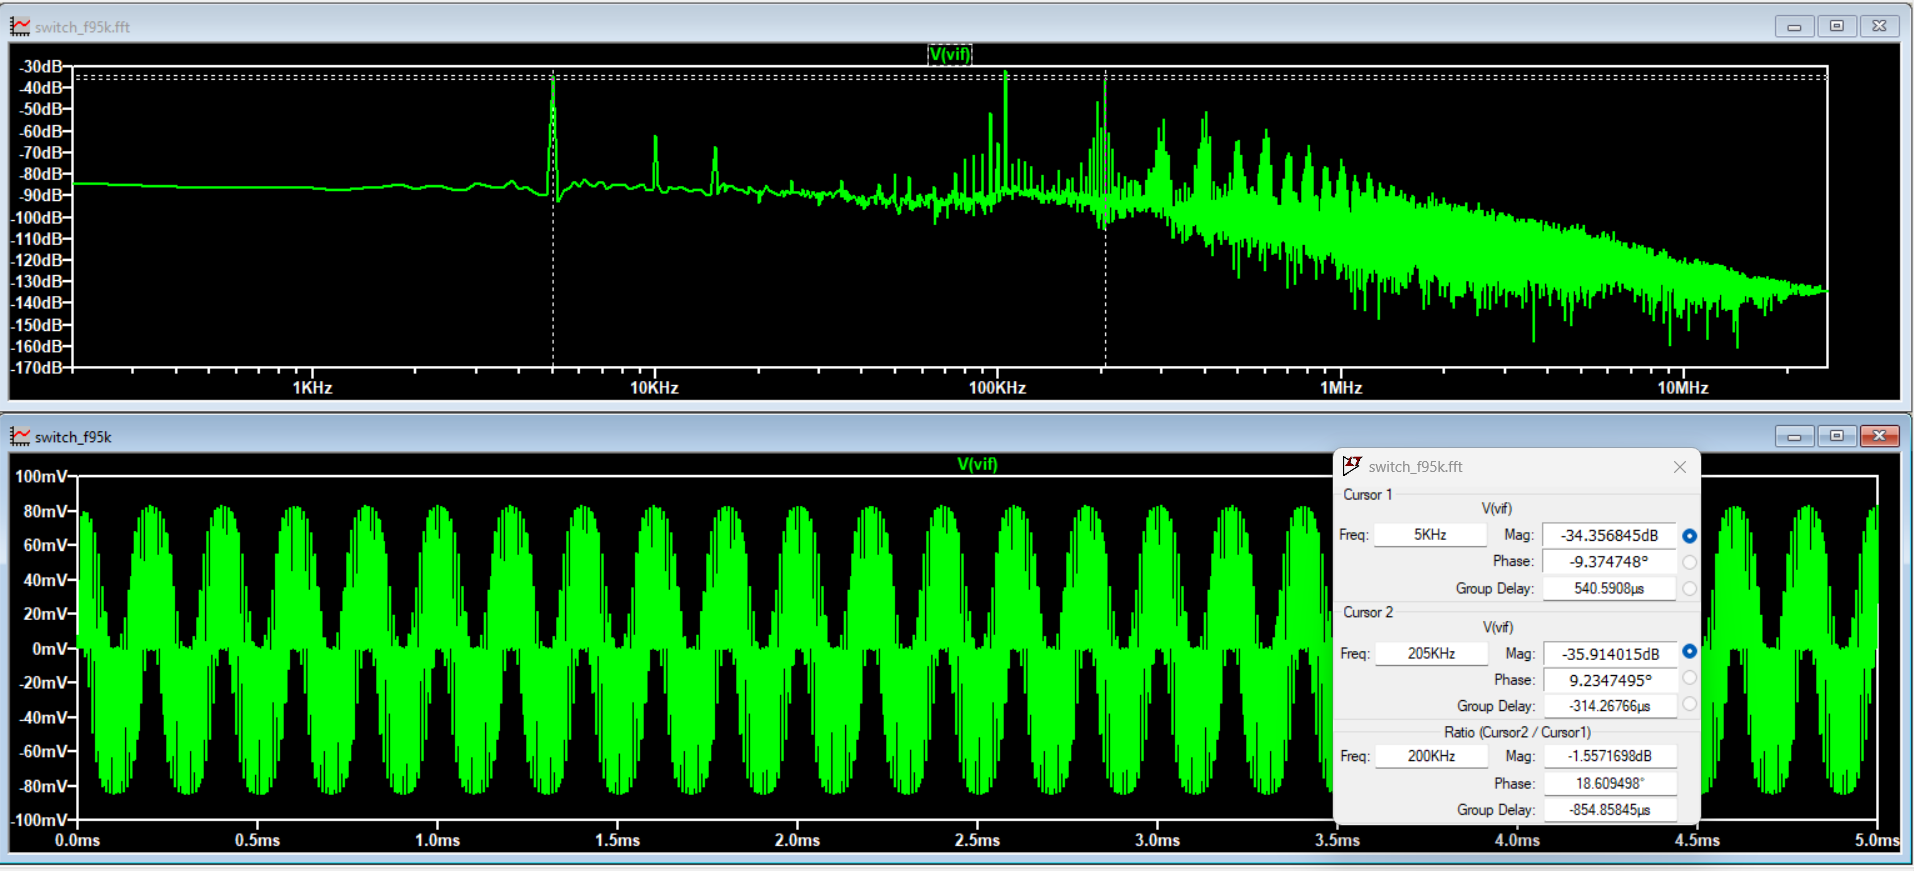 switch_f95k.fft
V(vif)
-30dB
-40dB
-50dB
-60dB
-70dB
-80dB
-90dB
-100dB
-110dB
-120dB
-130dB
-140dB
-150dB
-160dB
-170dB
1KHz 10KHz 100KHz 1MHz 10MHz
switch_f95k
V(vif)
100mV
80mV
60mV
40mV
20mV
0mV
-20mV
-40mV
-60mV
-80mV
-100mV
0.0ms 0.5ms 1.0ms 1.5ms 2.0ms 2.5ms 3.0ms 3.5ms 4.0ms 4.5ms 5.0ms
switch_f95k.fft
Cursor 1
V(vif)
Freq: 5KHz Mag: -34.356845dB
Phase: -9.374748°
Group Delay: 540.5908µs
Cursor 2
V(vif)
Freq: 205KHz Mag: -35.914015dB
Phase: 9.2347495°
Group Delay: -314.26766µs
Ratio (Cursor2 / Cursor1)
Freq: 200KHz Mag: -1.5571698dB
Phase: 18.609498°
Group Delay: -854.85845µs